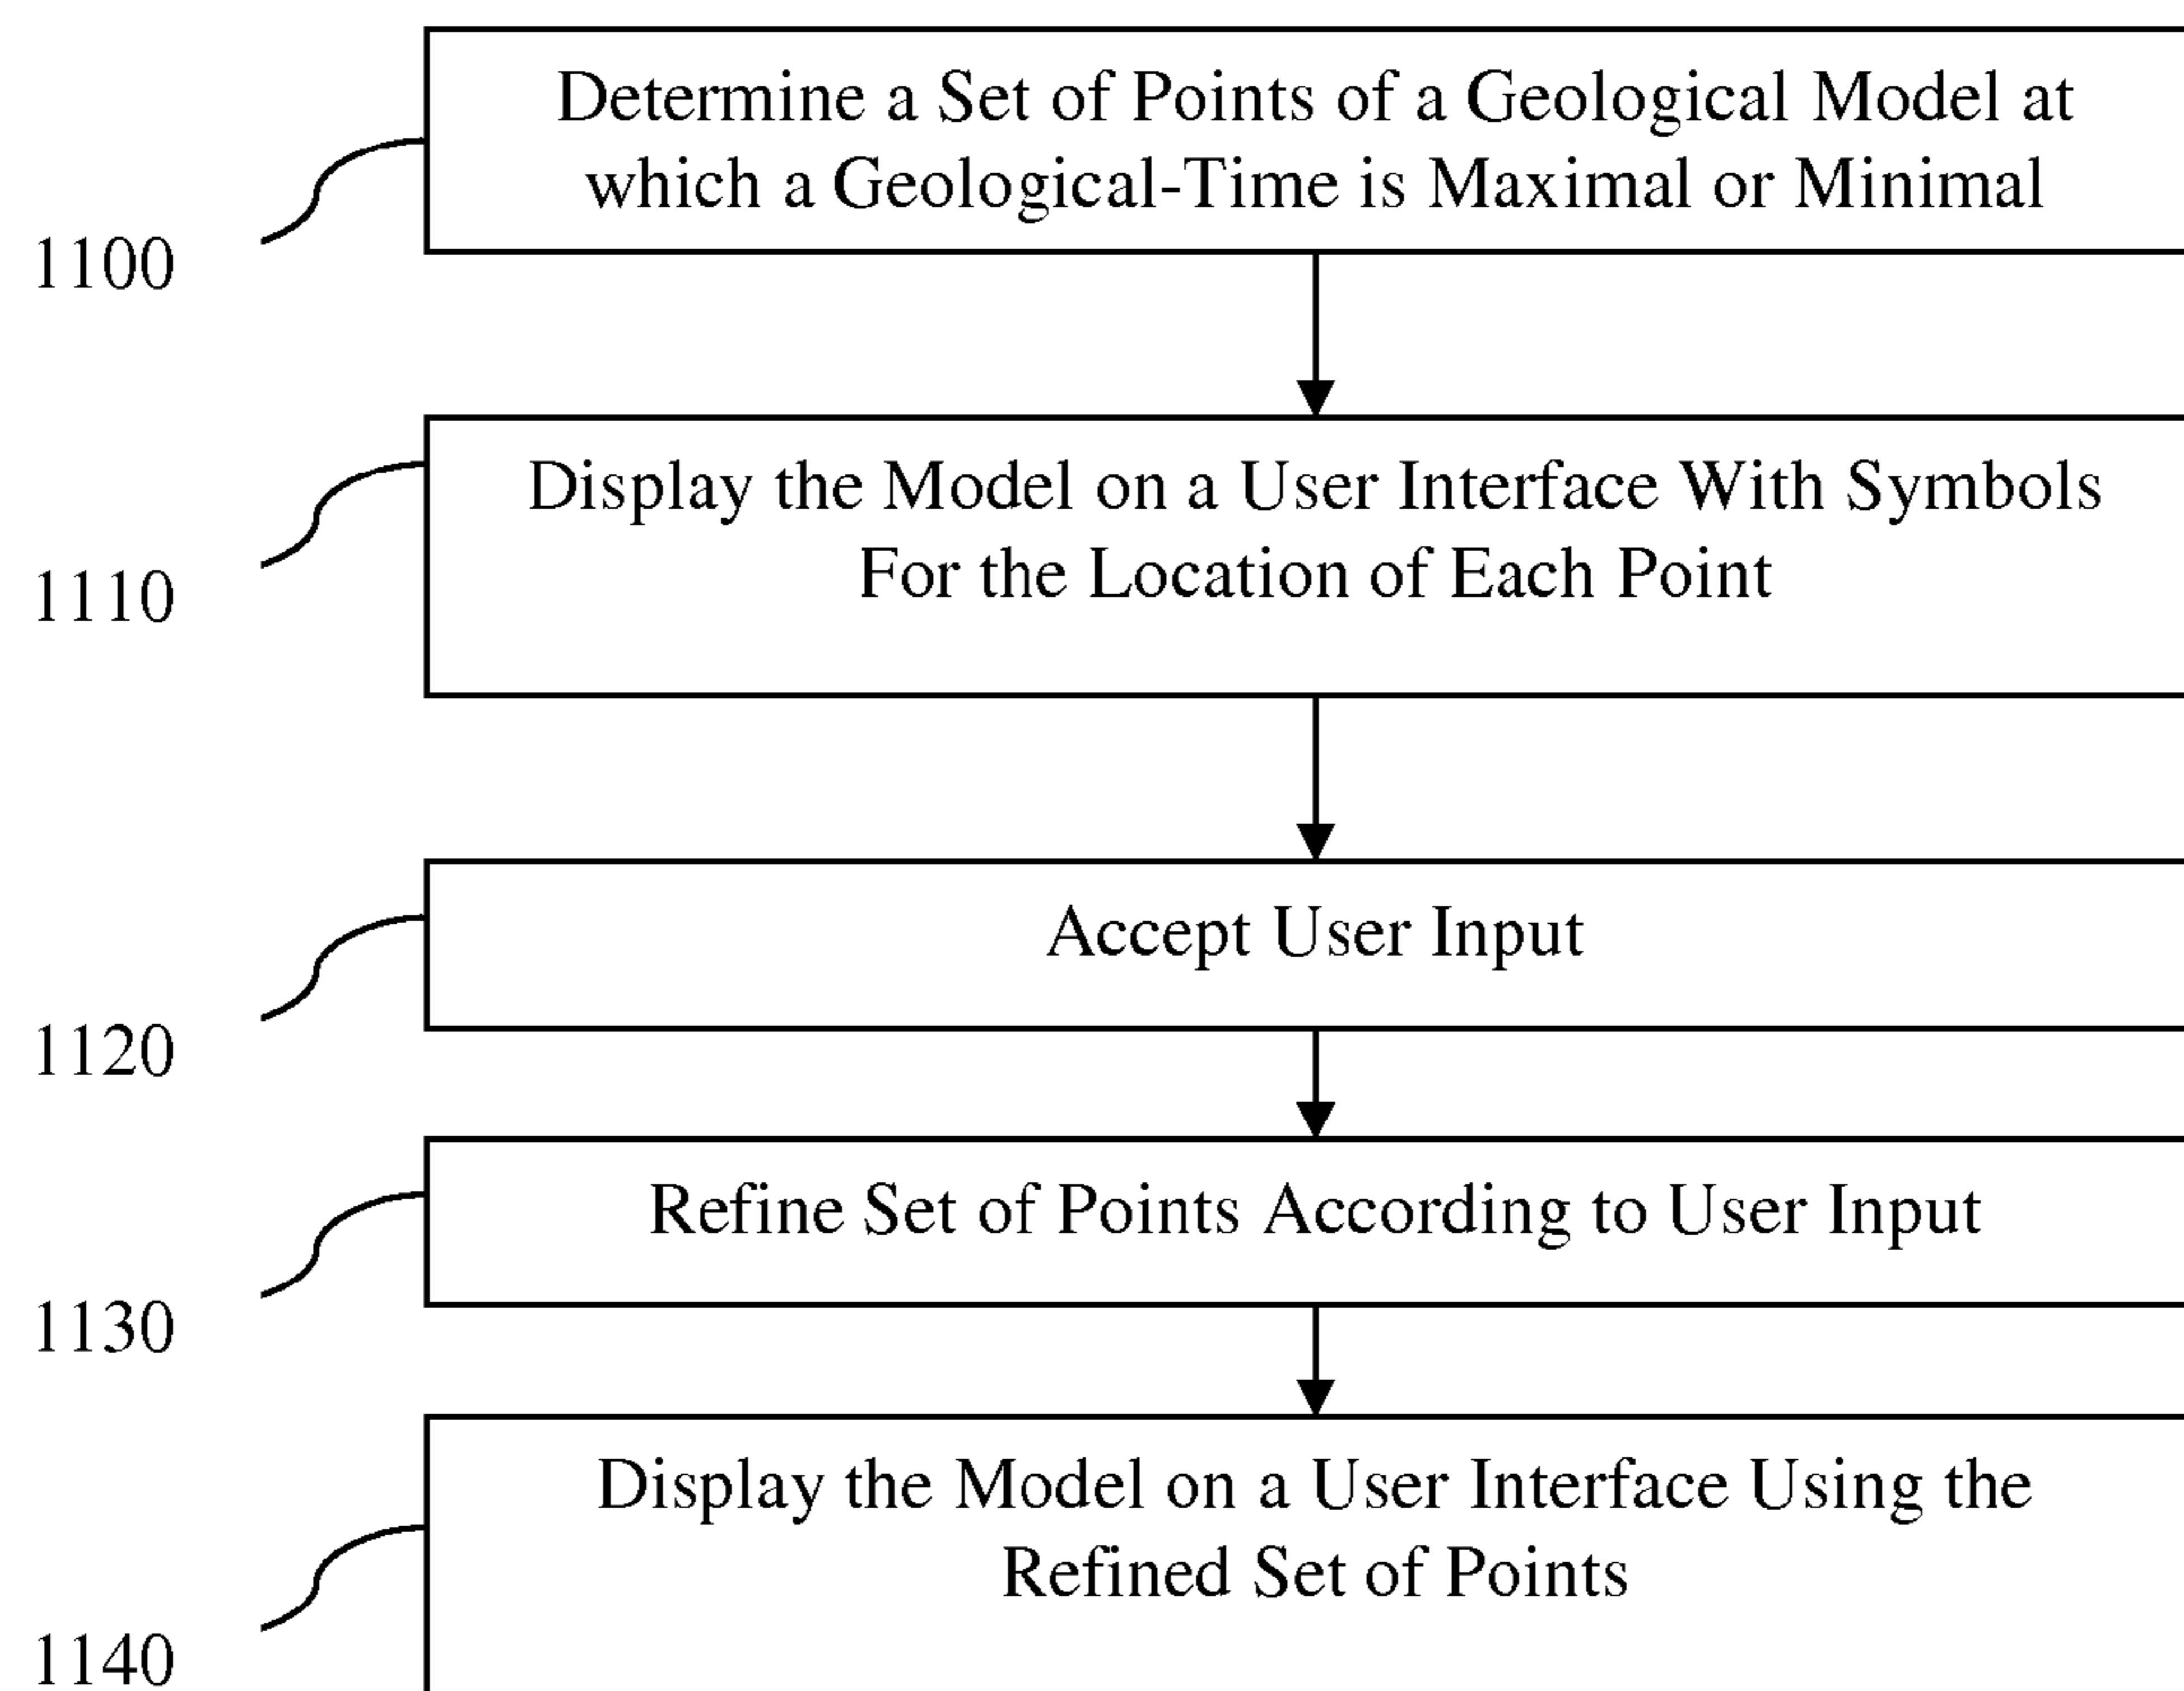 Determine a Set of Points of a Geological Model at
which a Geological-Time is Maximal or Minimal
1100
Display the Model on a User Interface With Symbols
For the Location of Each Point
1110
Accept User Input
1120
Refine Set of Points According to User Input
1130
Display the Model on a User Interface Using the
Refined Set of Points
1140